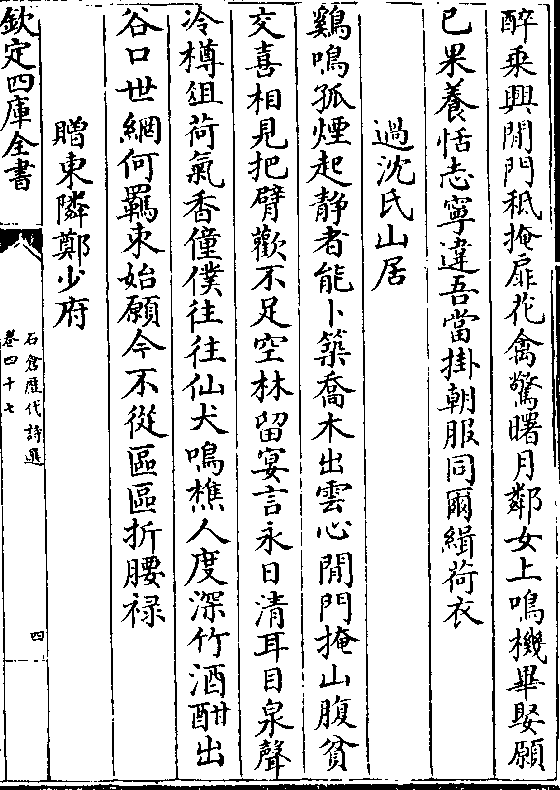 醉乗興閒門秪掩扉花禽驚曙月鄰女上鳴機畢娶願
已果養恬志寧違吾當掛朝服同爾緝荷衣
過沈氏山居
鷄鳴孤煙起静者能卜築喬木出雲心閒門掩山腹貧
交喜相見把臂歡不足空林留宴言永日清耳目泉聲
冷樽俎荷氣香僮僕往往仙犬鳴樵人度深竹酒酣出
谷口世網何羈束始願今不從區區折腰禄
贈東隣鄭少府
欽定四庫全書
石倉歴代詩選
卷四十七
四